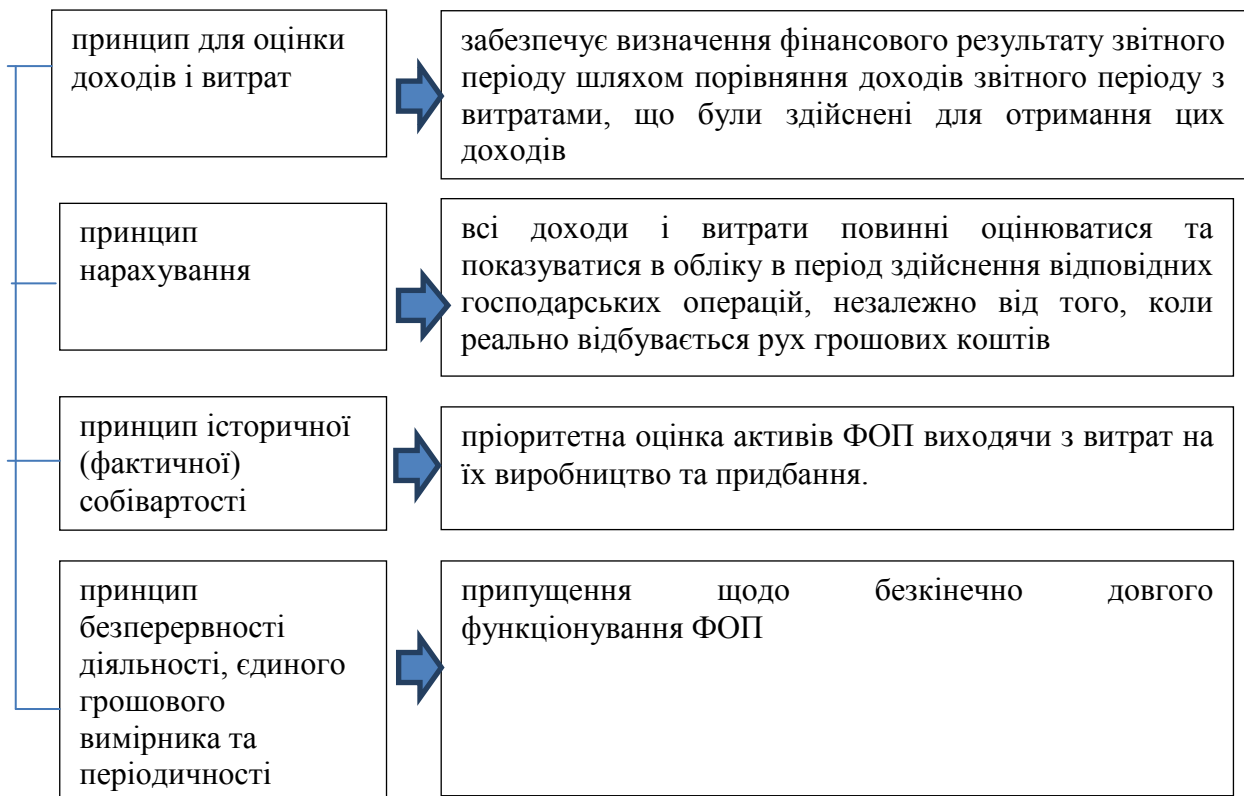 принцип для оцінки
доходів і витрат
забезпечує визначення фінансового результату звітного
періоду шляхом порівняння доходів звітного періоду з
витратами, що були здійснені для отримання цих
доходів
принцип
нарахування
всі доходи і витрати повинні оцінюватися та
показуватися в обліку в період здійснення відповідних
господарських операцій, незалежно від того, коли
реально відбувається рух грошових коштів
принцип історичної
(фактичної)
собівартості
пріоритетна оцінка активів ФОП виходячи з витрат на
їх виробництво та придбання.
принцип
безперервності
діяльності, єдиного
грошового
вимірника та
періодичності
припущення щодо безкінечно довгого
функціонування ФОП